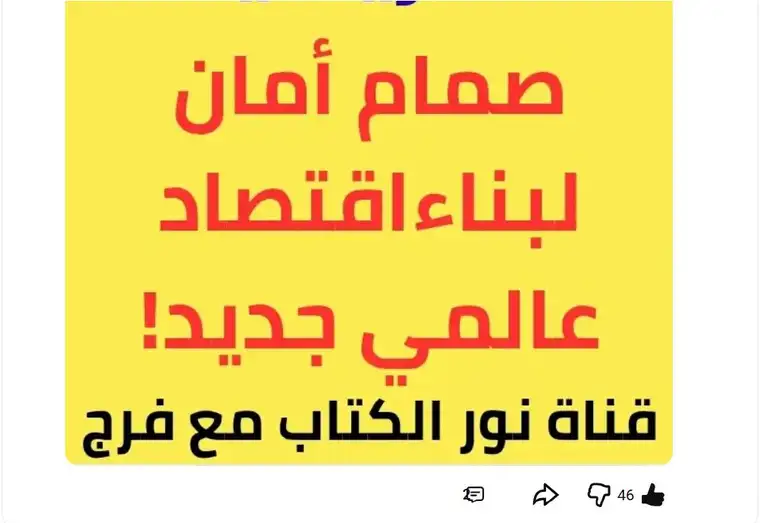 صمام أمان
لبناءاقتصاد
عالمي جديد!
قناة نور الكتاب مع فرج
46